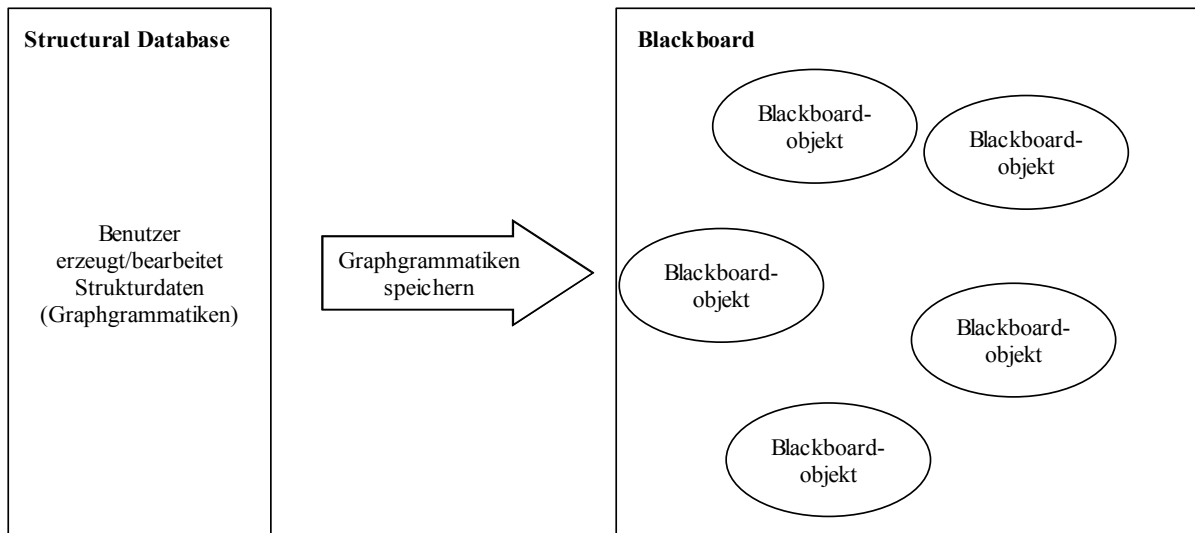 Structural Database
Benutzer
erzeugt/bearbeitet
Strukturdaten
(Graphgrammatiken)
Graphgrammatiken
speichern
Blackboard
Blackboard-
objekt
Blackboard-
objekt
Blackboard-
objekt
Blackboard-
objekt
Blackboard-
objekt